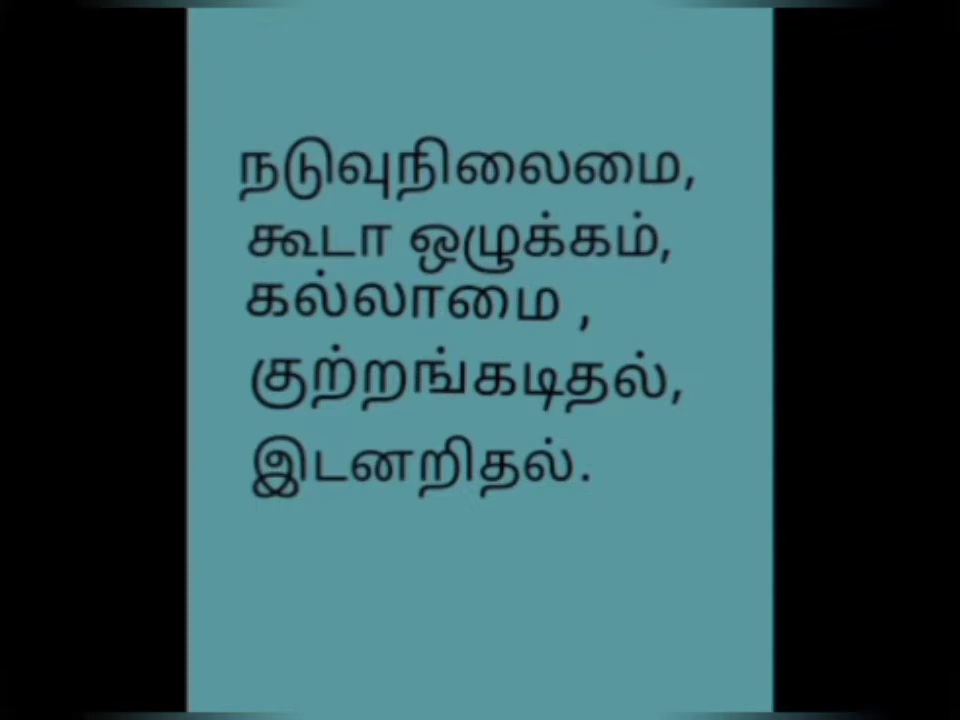 நடுவுநிலைமை,
கூடா ஒழுக்கம்,
கல்லாமை ,
குற்றங்கடிதல்,
இடனறிதல்.